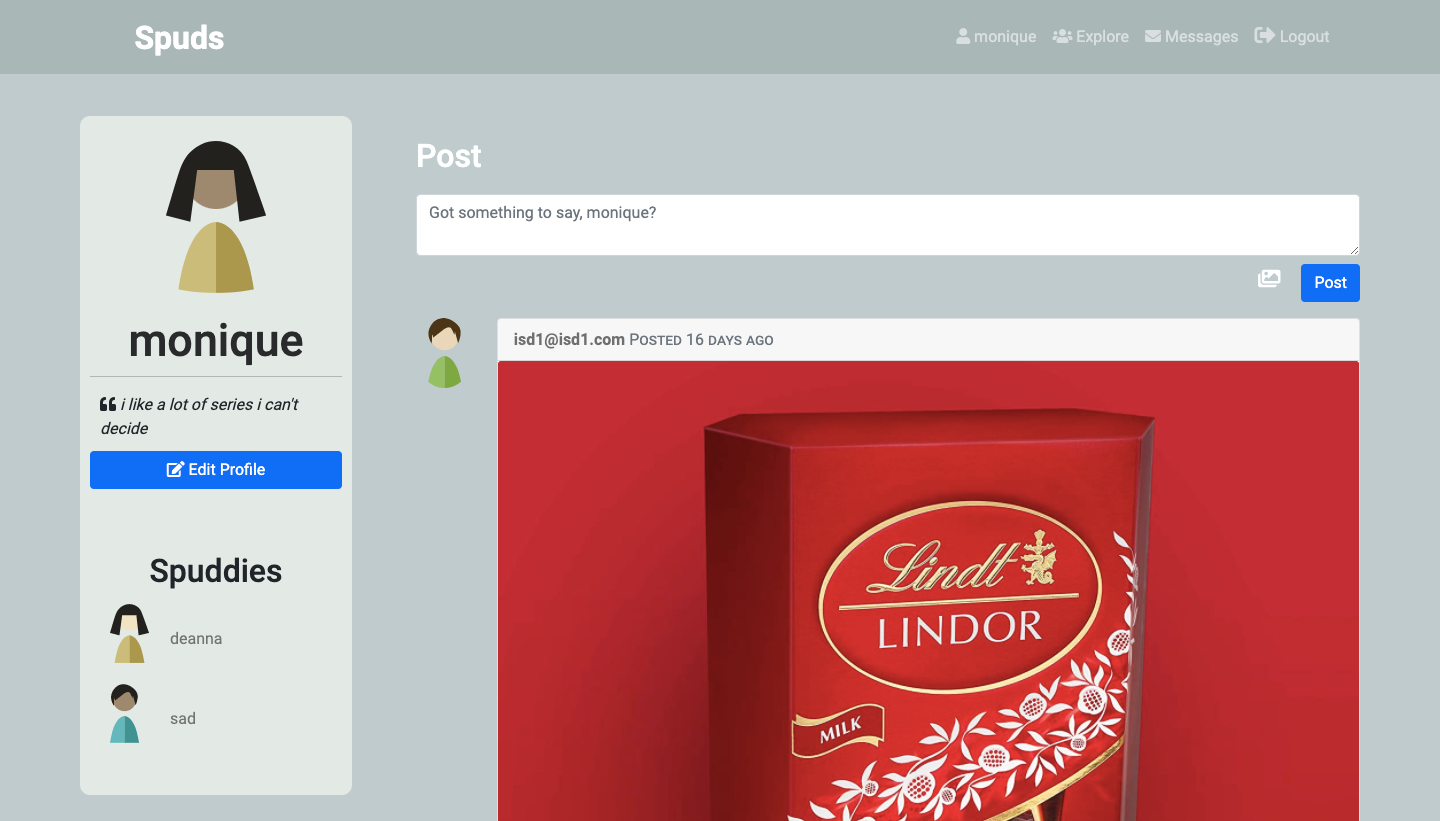 Spuds
monique Explore Messages Logout
monique
i like a lot of series i can't
decide
Edit Profile
Spuddies
deanna
sad
Post
Got something to say, monique?
Post
isd1@isd1.com Posted 16 days ago
Lindt
LINDOR
MILK